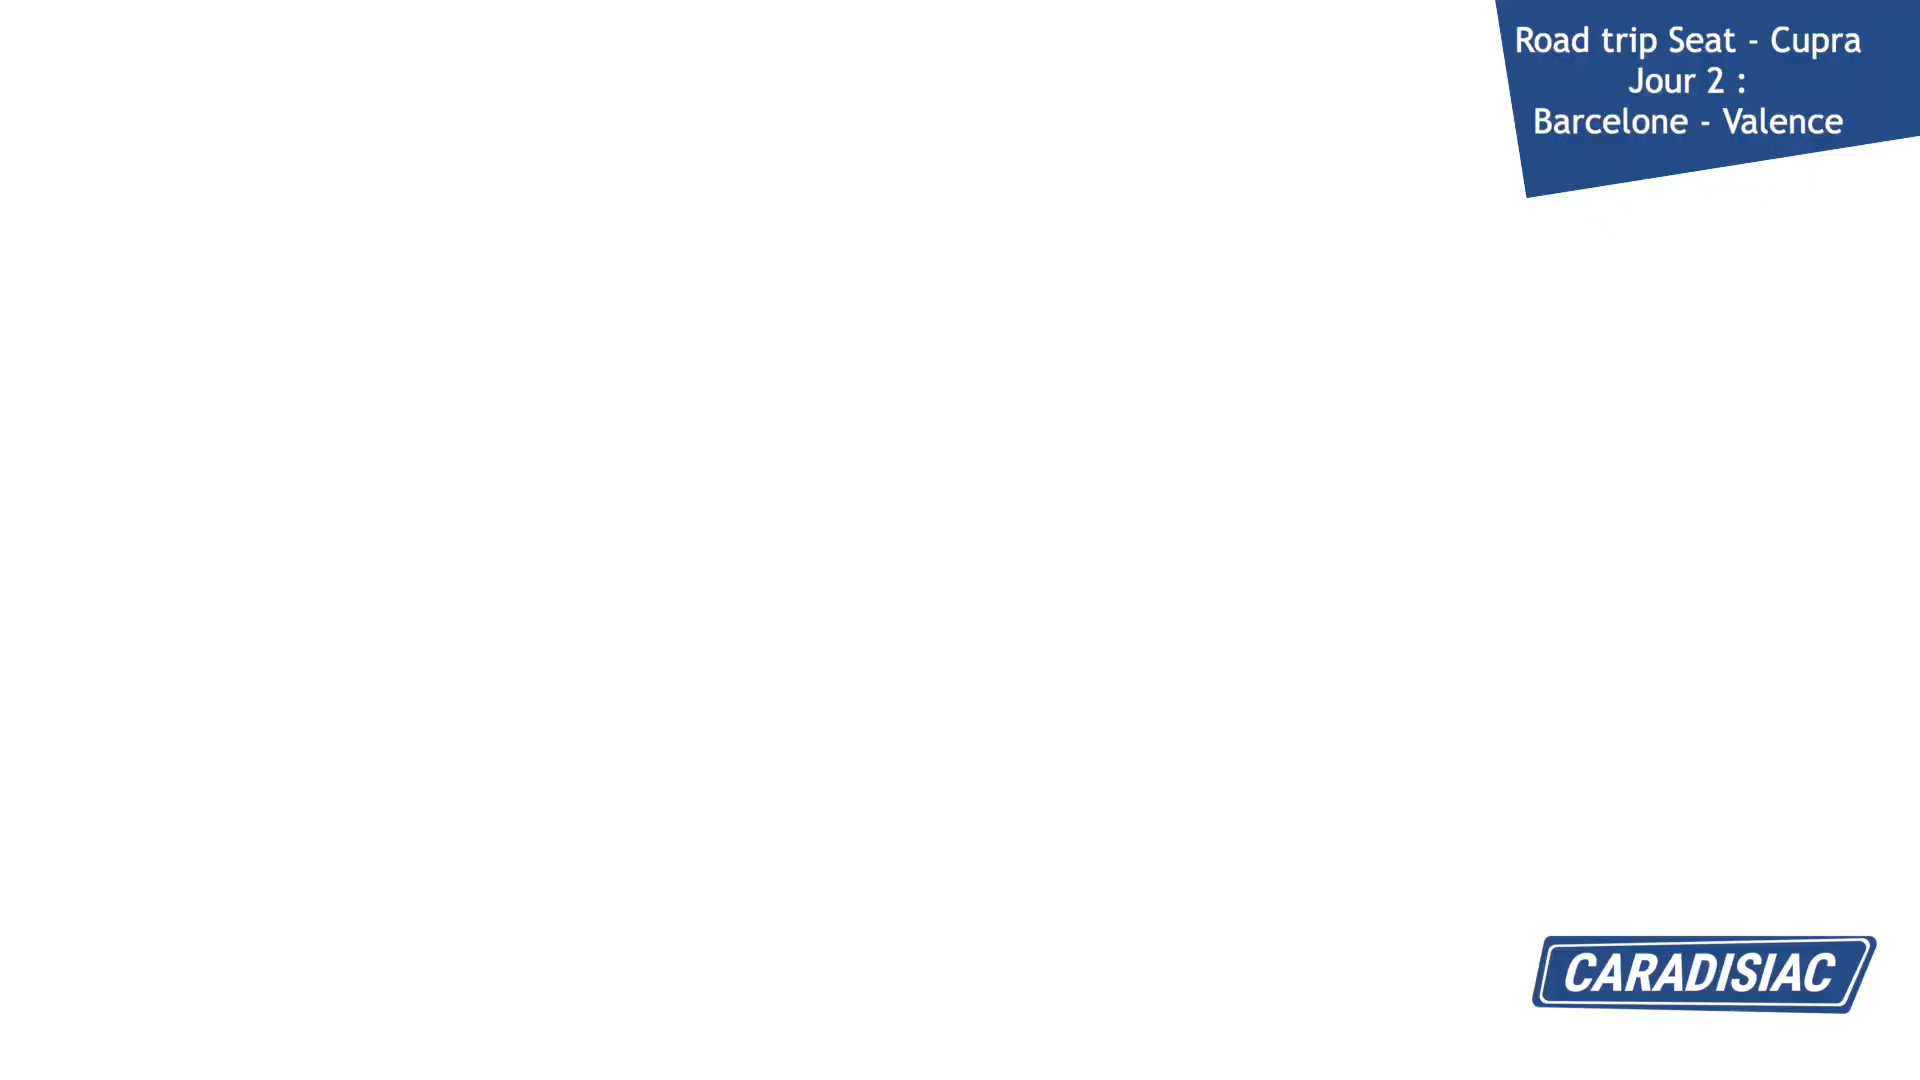 Road trip Seat - Cupra
Jour 2 :
Barcelone - Valence
CARADISIAC